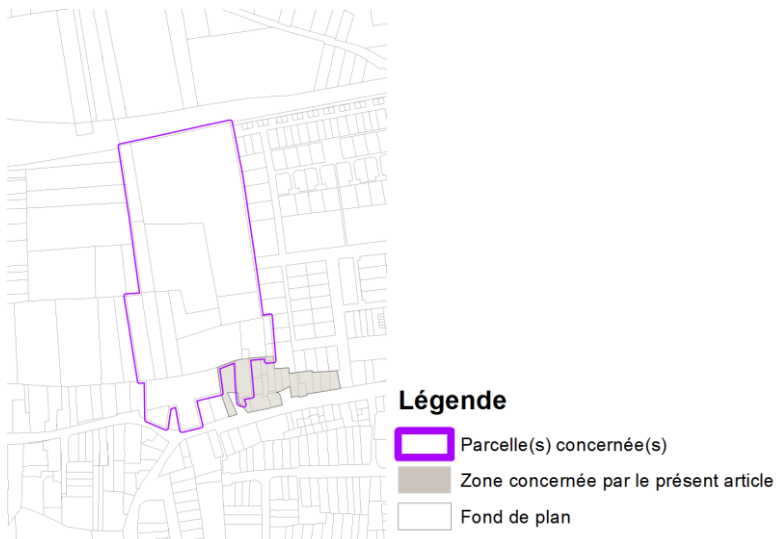 Légende
Parcelle(s) concernée(s)
Zone concernée par le présent article
Fond de plan